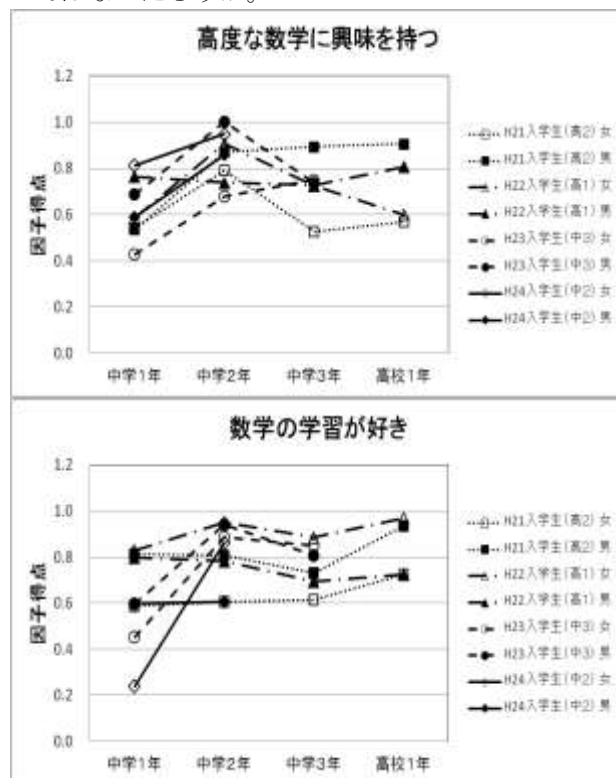 高度な数学に興味を持つ
1.2
1.0
0.8
0.6
0.4
0.2
0.0
因子得点
中学1年 中学2年 中学3年 高校1年
H21入学生(高2) 女
H21入学生(高2) 男
H22入学生(高1) 女
H22入学生(高1) 男
H23入学生(中3) 女
H23入学生(中3) 男
H24入学生(中2) 女
H24入学生(中2) 男
数学の学習が好き
1.2
1.0
0.8
0.6
0.4
0.2
0.0
因子得点
中学1年 中学2年 中学3年 高校1年
H21入学生(高2) 女
H21入学生(高2) 男
H22入学生(高1) 女
H22入学生(高1) 男
H23入学生(中3) 女
H23入学生(中3) 男
H24入学生(中2) 女
H24入学生(中2) 男